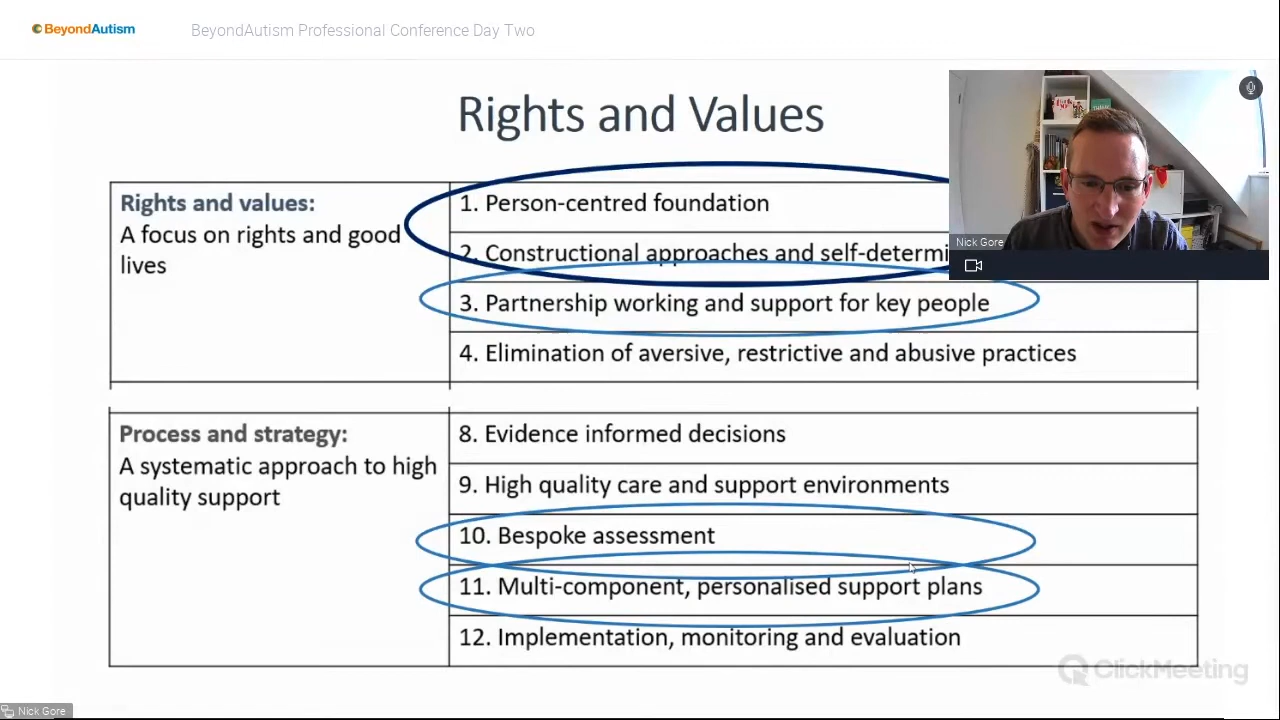 BeyondAutism
BeyondAutism Professional Conference Day Two
Rights and Values
Rights and values:
A focus on rights and good
lives
1. Person-centred foundation
2. Constructional approaches and self-determi
3. Partnership working and support for key people
4. Elimination of aversive, restrictive and abusive practices
Process and strategy:
A systematic approach to high
quality support
8. Evidence informed decisions
9. High quality care and support environments
10. Bespoke assessment
11. Multi-component, personalised support plans
12. Implementation, monitoring and evaluation
Nick Gore
ClickMeeting
Nick Gore